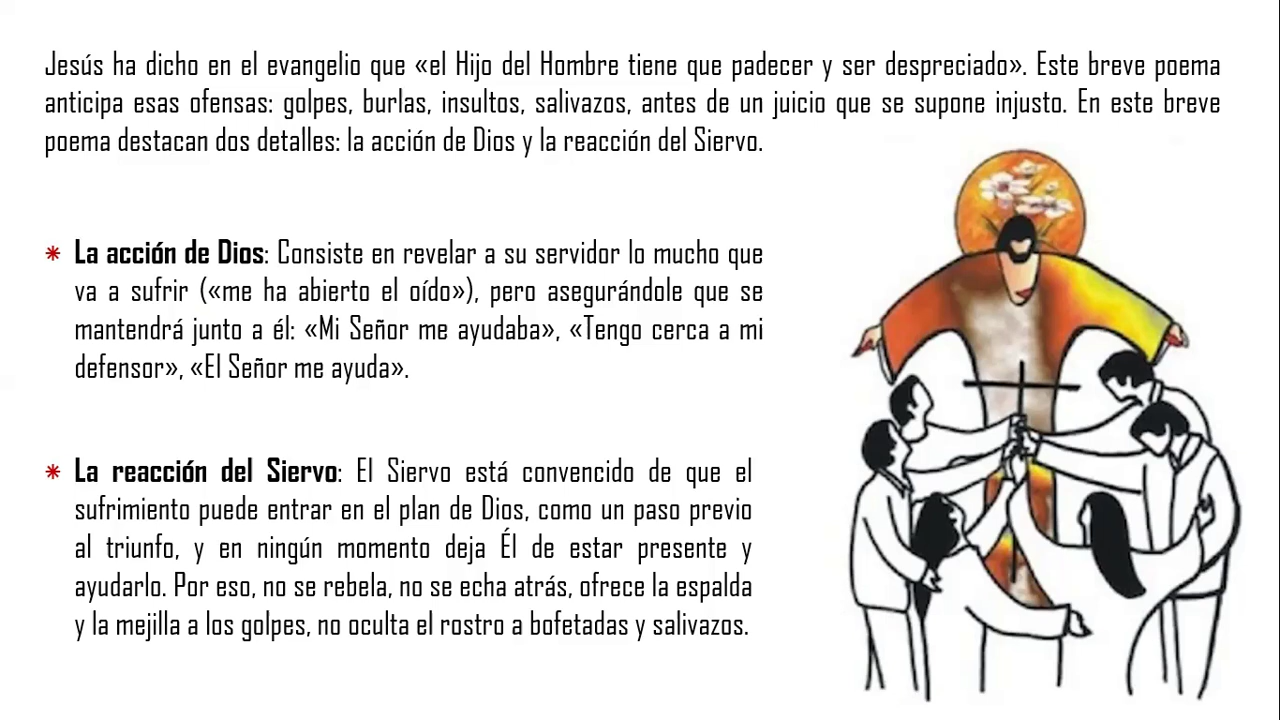 Jesús ha dicho en el evangelio que «el Hijo del Hombre tiene que padecer y ser despreciado». Este breve poema
anticipa esas ofensas: golpes, burlas, insultos, salivazos, antes de un juicio que se supone injusto. En este breve
poema destacan dos detalles: la acción de Dios y la reacción del Siervo.
* La acción de Dios: Consiste en revelar a su servidor lo mucho que
va a sufrir («me ha abierto el oído»), pero asegurándole que se
mantendrá junto a él: «Mi Señor me ayudaba», «Tengo cerca a mi
defensor», «El Señor me ayuda».
* La reacción del Siervo: El Siervo está convencido de que el
sufrimiento puede entrar en el plan de Dios, como un paso previo
al triunfo, y en ningún momento deja Él de estar presente y
ayudarlo. Por eso, no se rebela, no se echa atrás, ofrece la espalda
y la mejilla a los golpes, no oculta el rostro a bofetadas y salivazos.